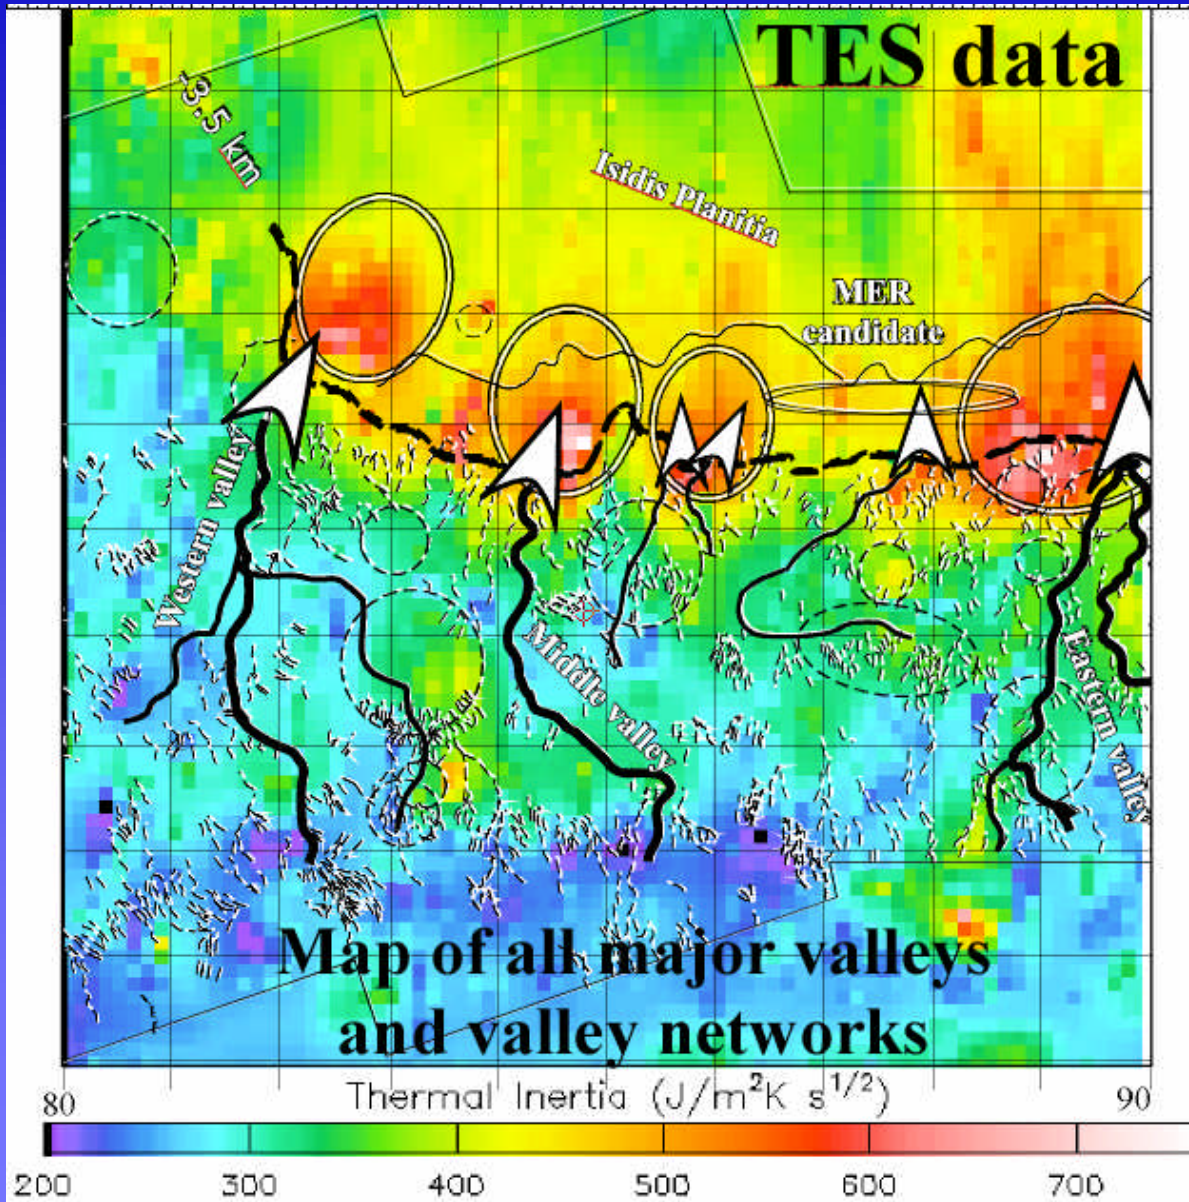 TES data
-3.5 km
Isidis Planitia
MER
candidate
Western valley
Middle valley
Eastern valley
Map of all major valleys
and valley networks
80
Thermal Inertia (J/m²K s¹/²)
90
200 300 400 500 600 700